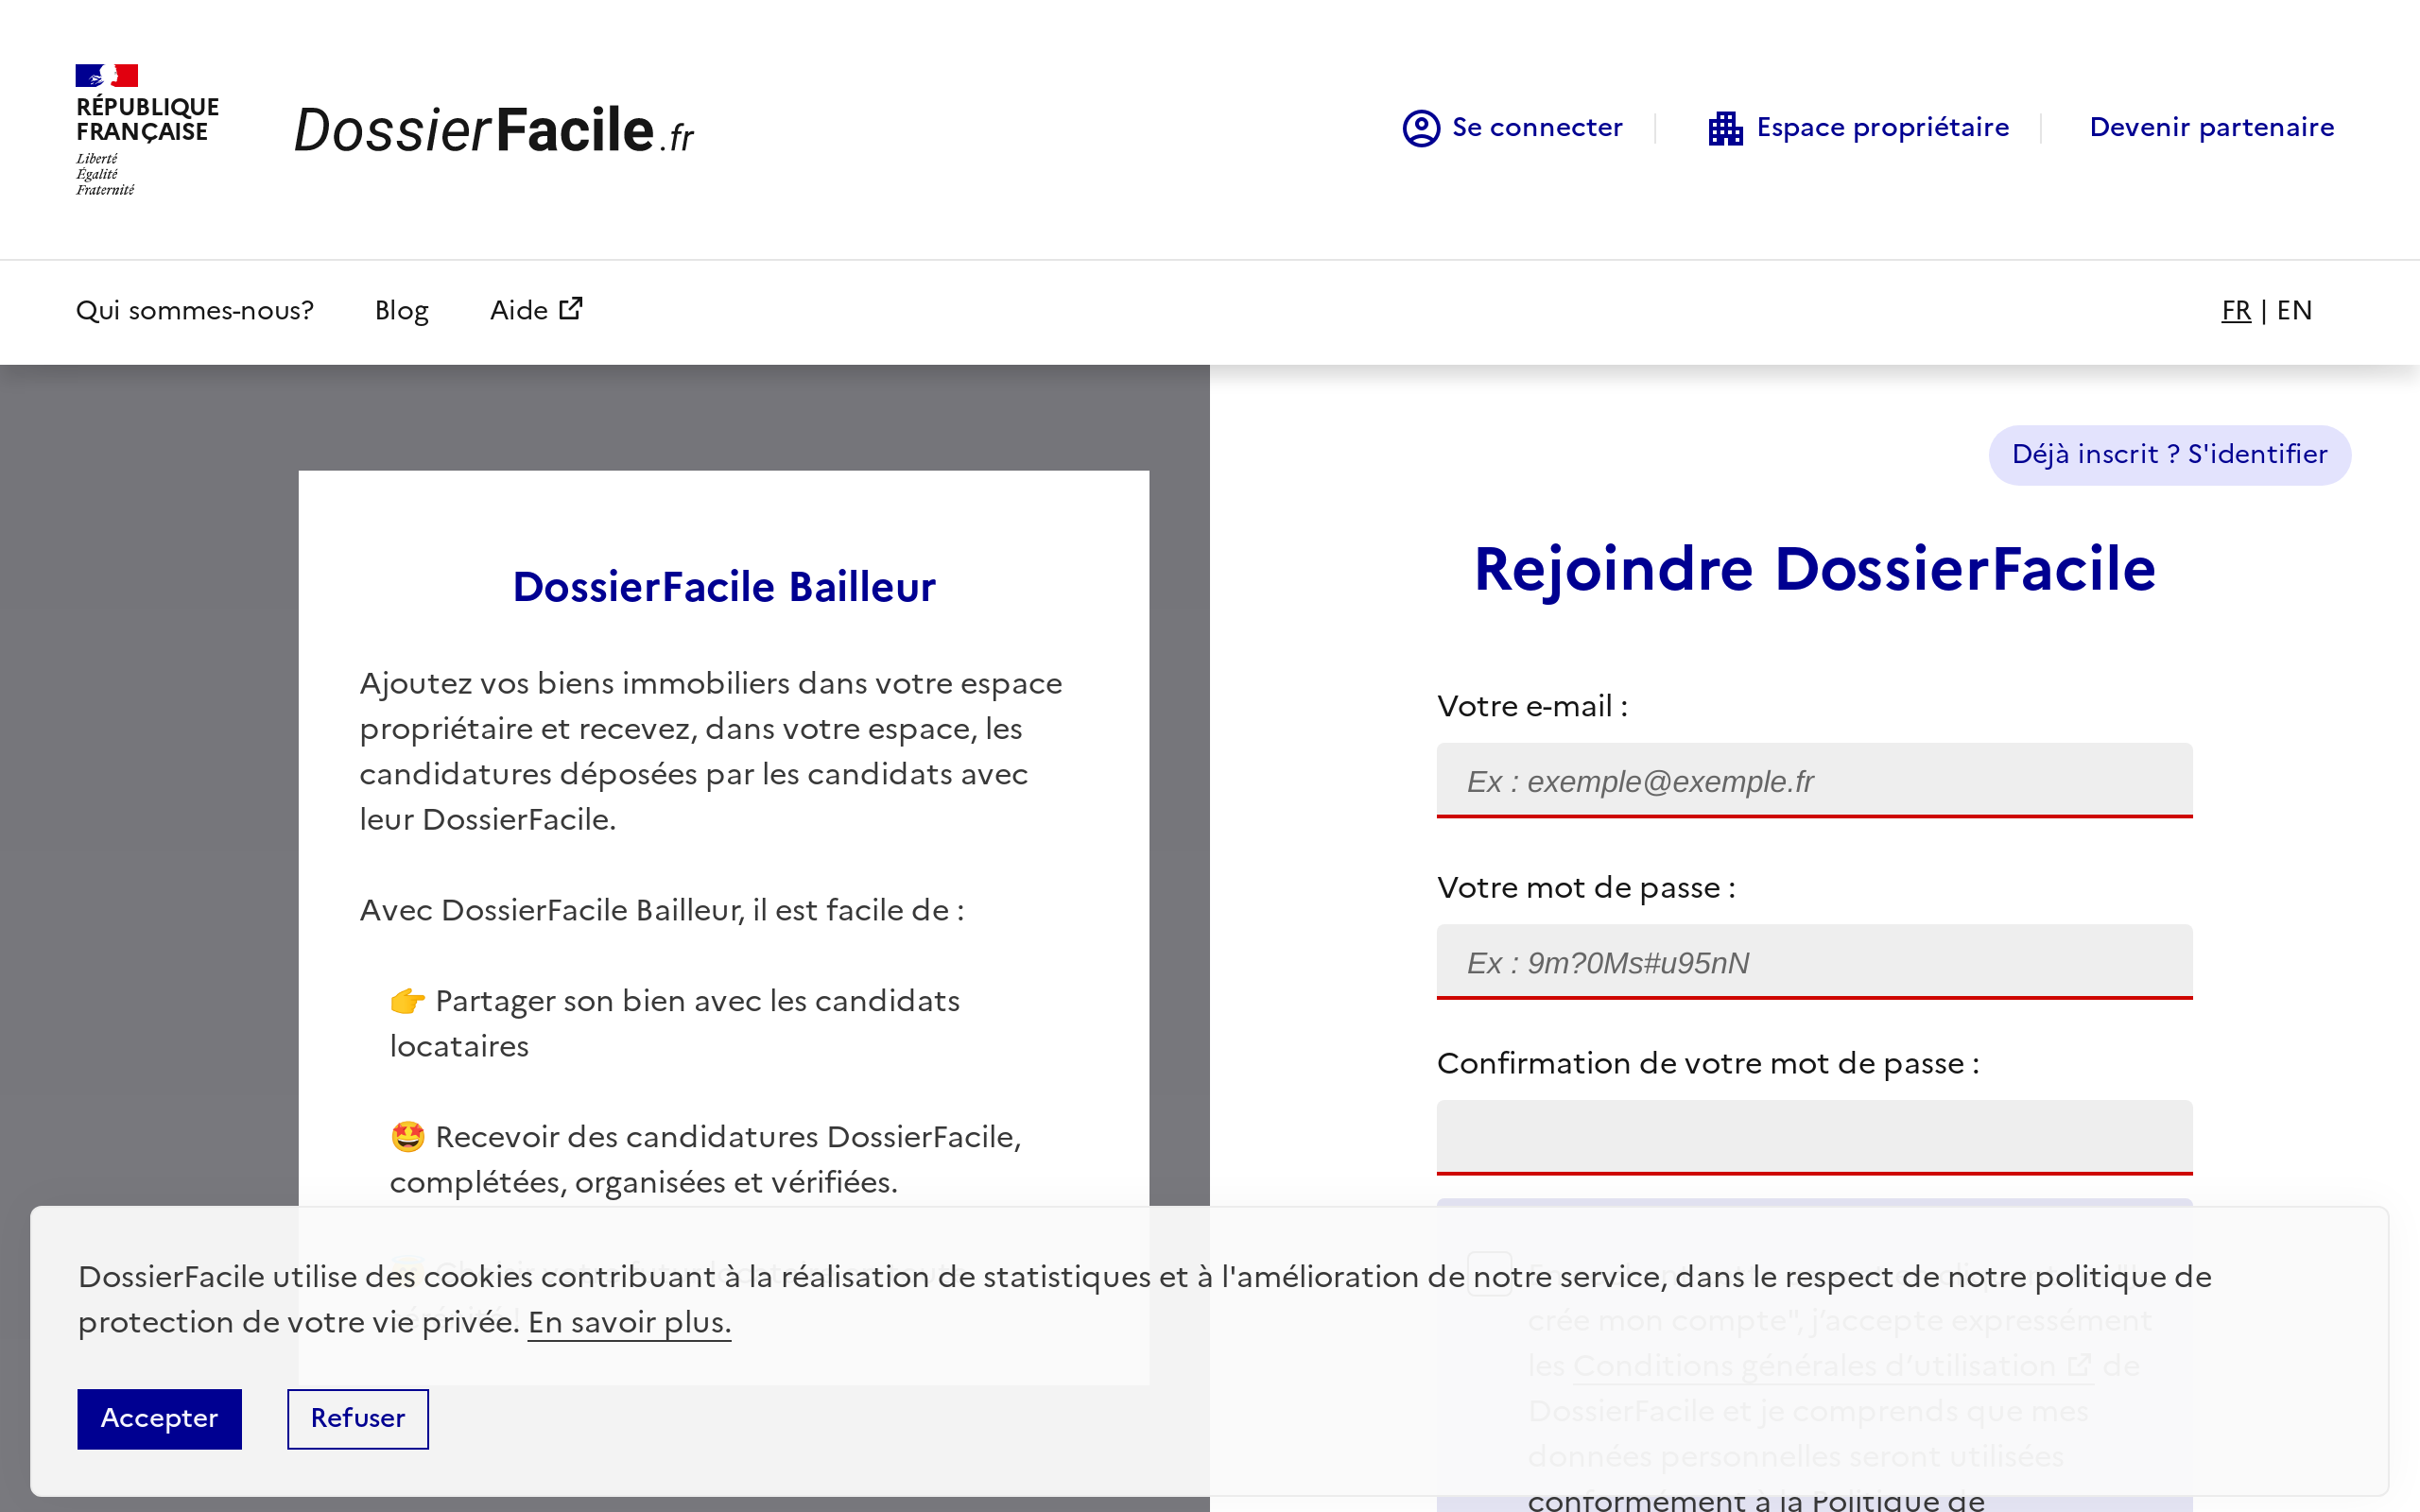 RÉPUBLIQUE
FRANÇAISE
Liberté
Égalité
Fraternité
DossierFacile.fr
Se connecter
Espace propriétaire
Devenir partenaire
Qui sommes-nous?
Blog
Aide
FR | EN
DossierFacile Bailleur
Ajoutez vos biens immobiliers dans votre espace
propriétaire et recevez, dans votre espace, les
candidatures déposées par les candidats avec
leur DossierFacile.
Avec DossierFacile Bailleur, il est facile de :
👉 Partager son bien avec les candidats
locataires
🤩 Recevoir des candidatures DossierFacile,
complétées, organisées et vérifiées.
Déjà inscrit ? S'identifier
Rejoindre DossierFacile
Votre e-mail :
Ex : exemple@exemple.fr
Votre mot de passe :
Ex : 9m?0Ms#u95nN
Confirmation de votre mot de passe :
crée mon compte", j’accepte expressément
les Conditions générales d’utilisation de
DossierFacile et je comprends que mes
données personnelles seront utilisées
conformément à la Politique de
DossierFacile utilise des cookies contribuant à la réalisation de statistiques et à l'amélioration de notre service, dans le respect de notre politique de
protection de votre vie privée. En savoir plus.
Accepter
Refuser